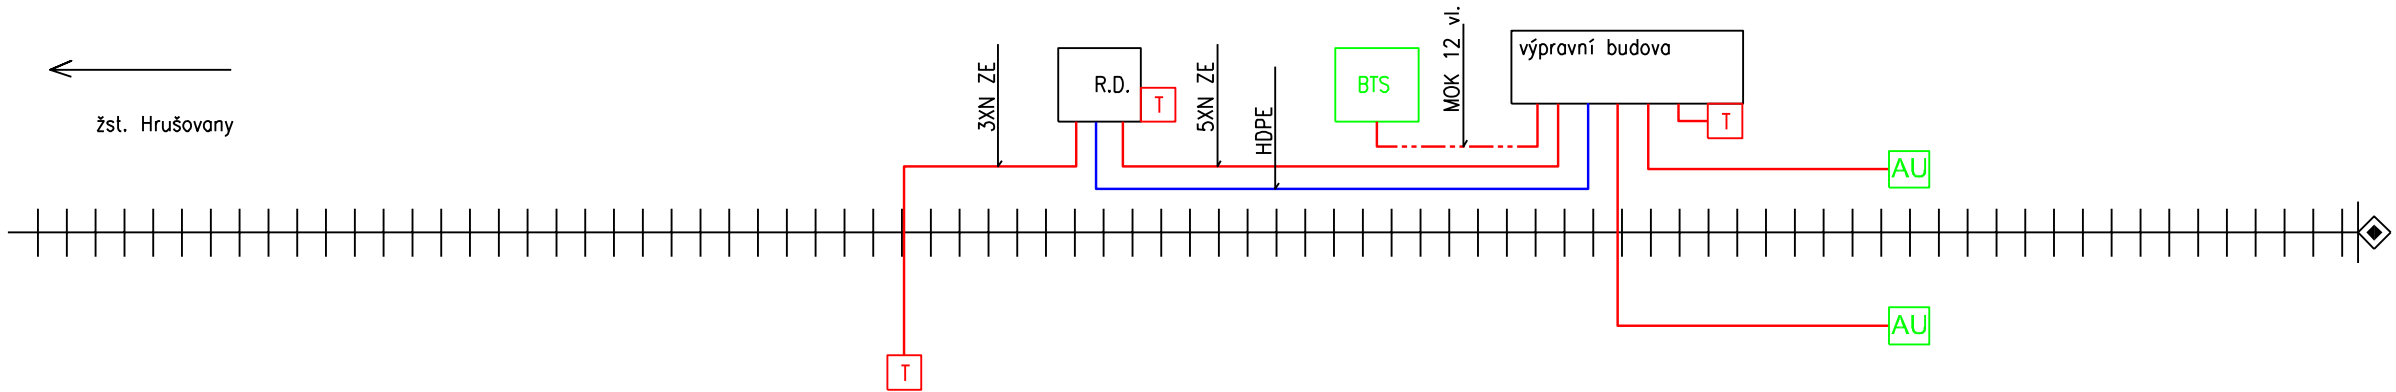 žst. Hrušovany
3XN ZE
R.D.
T
5XN ZE
HDPE
BTS
MOK 12 vl.
výpravní budova
T
AU
AU
T